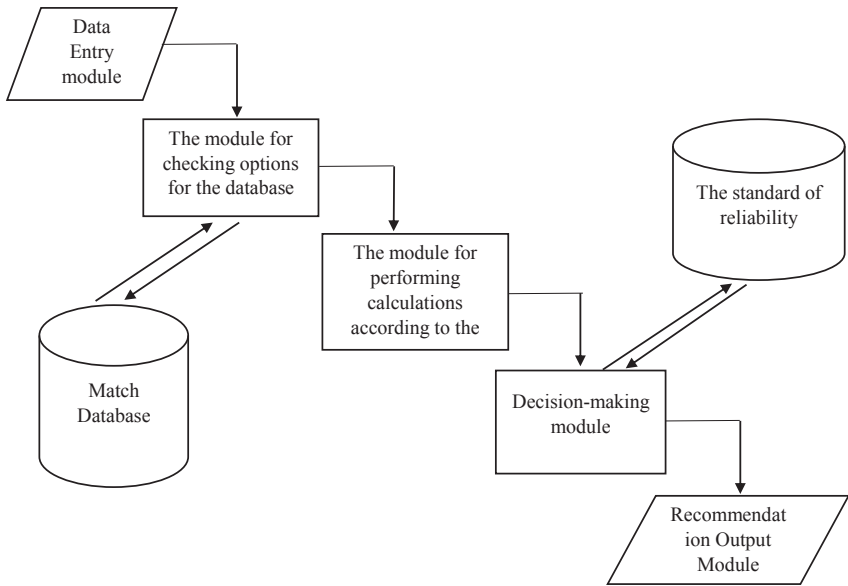 Data
Entry
module
The module for
checking options
for the database
The standard of
reliability
The module for
performing
calculations
according to the
Match
Database
Decision-making
module
Recommendat
ion Output
Module